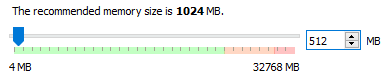 The recommended memory size is 1024 MB.
512 MB
4 MB 32768 MB